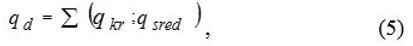 q_d = ∑ (q_kr ; q_sred), (5)